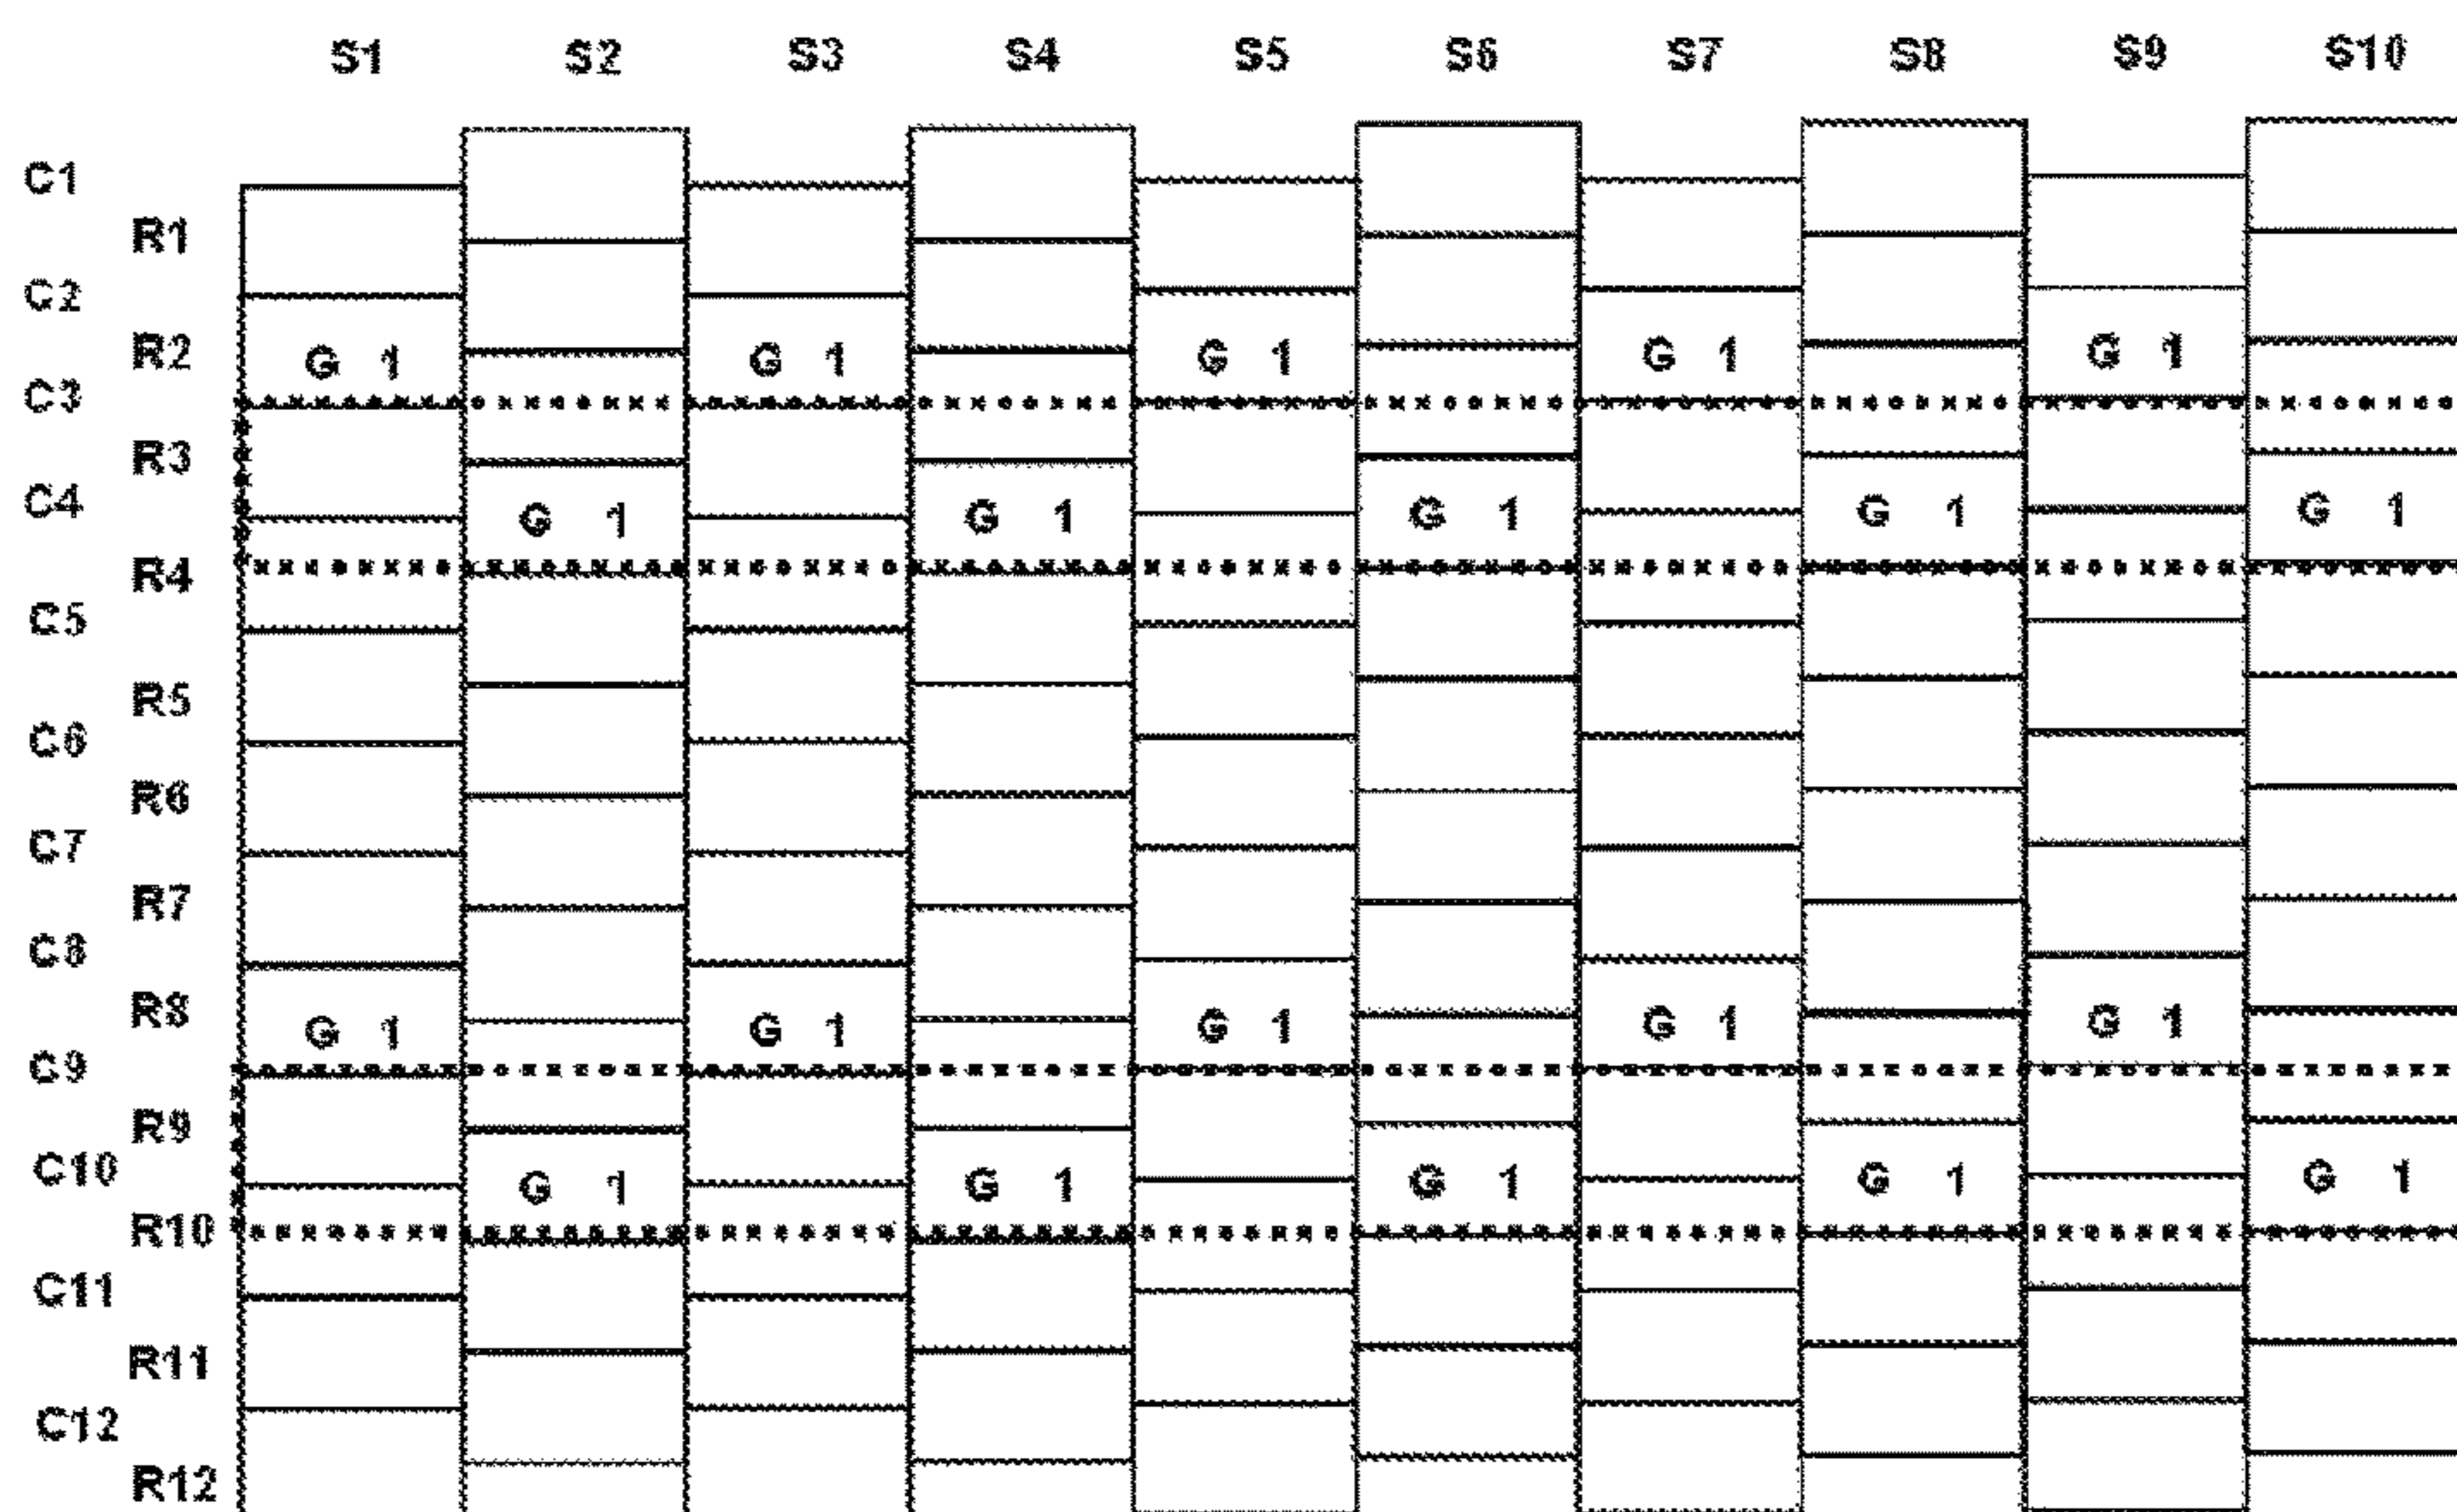 S1 S2 S3 S4 S5 S6 S7 S8 S9 S10
C1
R1
C2
R2 G 1 G 1 G 1 G 1 G 1
C3
R3
C4 G 1 G 1 G 1 G 1 G 1
R4
C5
R5
C6
R6
C7
R7
C8
R8 G 1 G 1 G 1 G 1 G 1
C9
R9
C10 G 1 G 1 G 1 G 1 G 1
R10
C11
R11
C12
R12